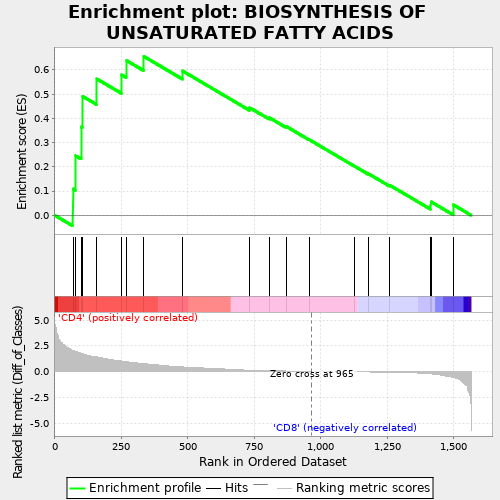 Enrichment plot: BIOSYNTHESIS OF
UNSATURATED FATTY ACIDS
Enrichment score (ES)
0.6
0.5
0.4
0.3
0.2
0.1
0.0
Ranked list metric (Diff_of_Classes)
5.0
2.5
0.0
-2.5
-5.0
'CD4' (positively correlated)
Zero cross at 965
'CD8' (negatively correlated)
0 250 500 750 1,000 1,250 1,500
Rank in Ordered Dataset
Enrichment profile Hits Ranking metric scores